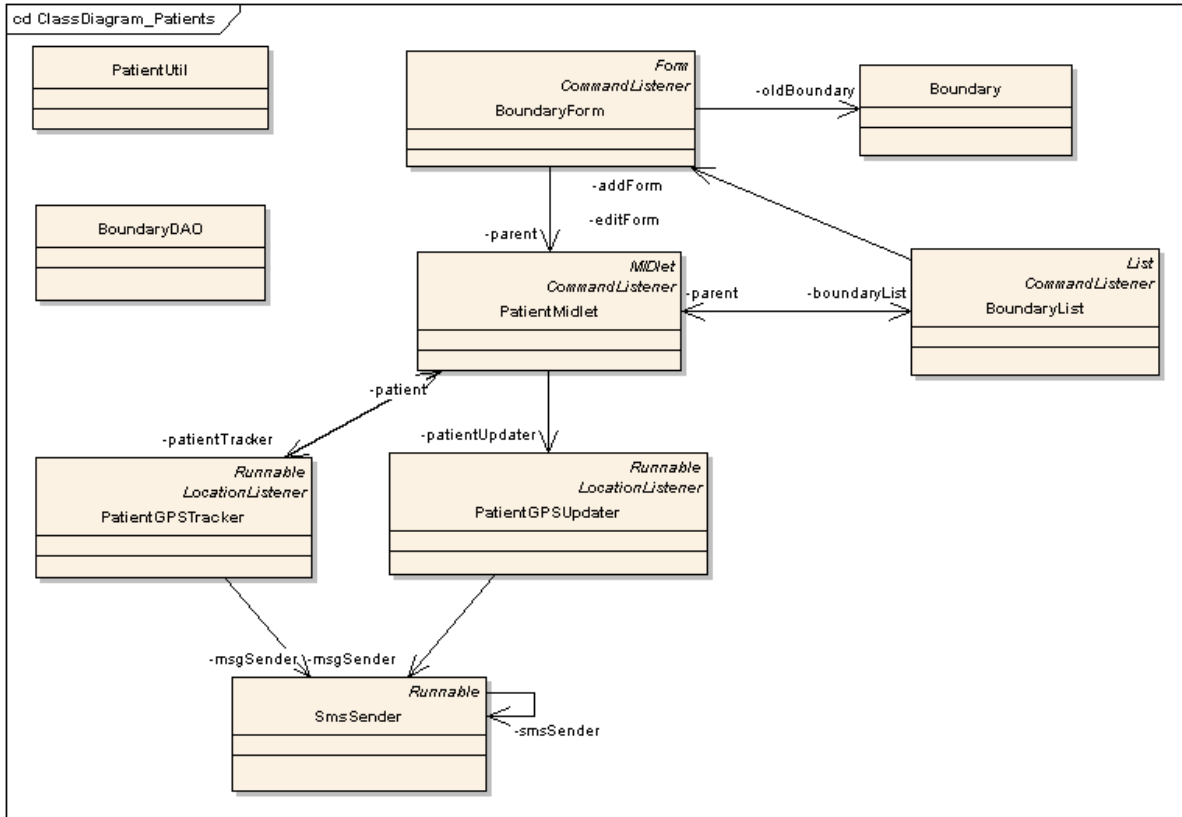 cd ClassDiagram_Patients
PatientUtil
Form
CommandListener
BoundaryForm
-oldBoundary
Boundary
BoundaryDAO
-addForm
-editForm
-parent
MIDlet
CommandListener
PatientMidlet
-parent
-boundaryList
List
CommandListener
BoundaryList
-patient
-patientTracker
-patientUpdater
Runnable
LocationListener
PatientGPSTracker
Runnable
LocationListener
PatientGPSUpdater
-msgSender
-msgSender
Runnable
SmsSender
-smsSender